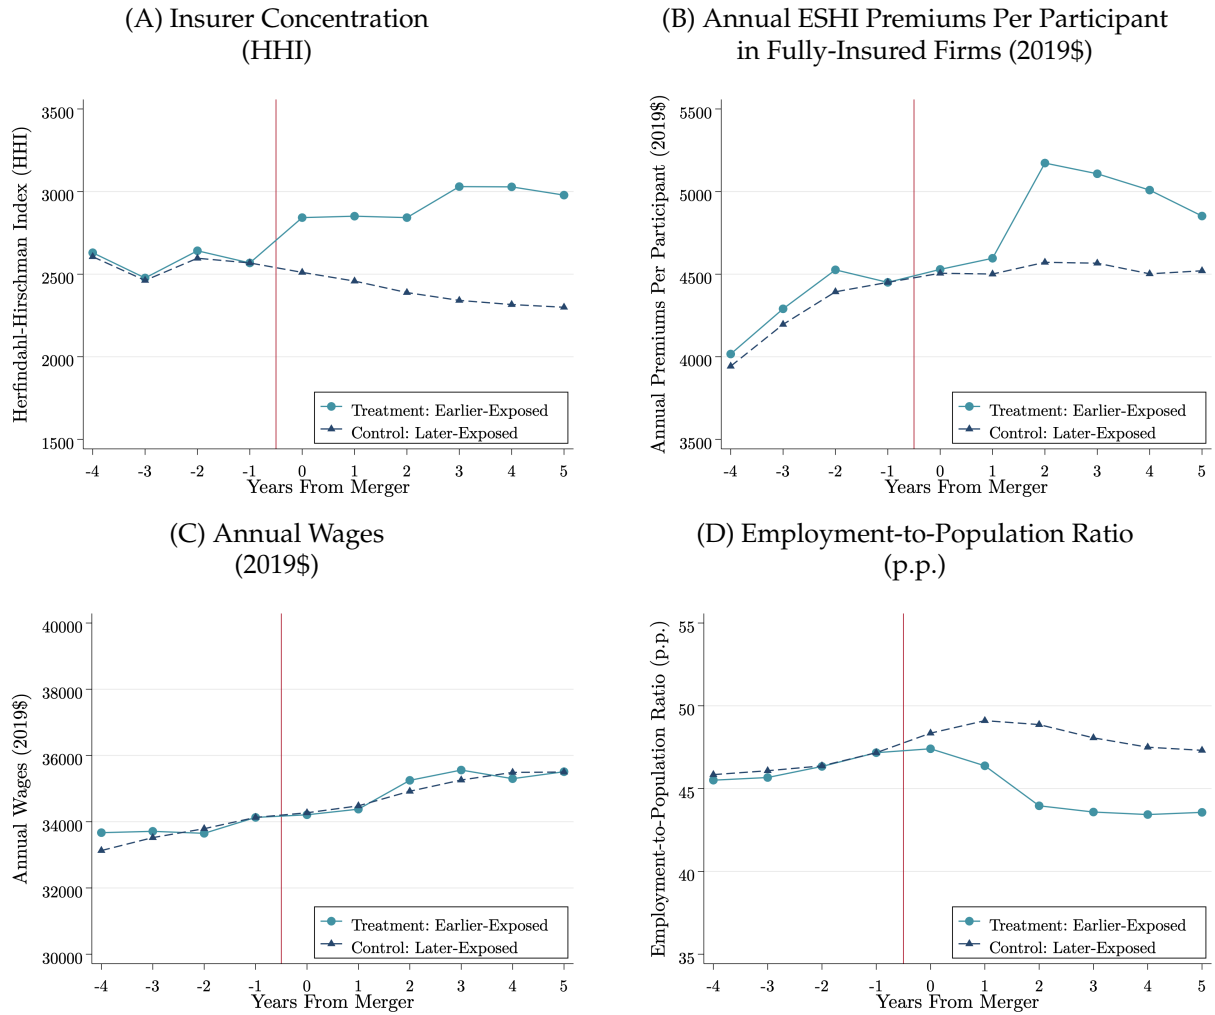 (A) Insurer Concentration
(HHI)
Herfindahl-Hirschman Index (HHI)
3500
3000
2500
2000
1500
Treatment: Earlier-Exposed
Control: Later-Exposed
-4 -3 -2 -1 0 1 2 3 4 5
Years From Merger
(B) Annual ESHI Premiums Per Participant
in Fully-Insured Firms (2019$)
Annual Premiums Per Participant (2019$)
5500
5000
4500
4000
3500
Treatment: Earlier-Exposed
Control: Later-Exposed
-4 -3 -2 -1 0 1 2 3 4 5
Years From Merger
(C) Annual Wages
(2019$)
Annual Wages (2019$)
40000
38000
36000
34000
32000
30000
Treatment: Earlier-Exposed
Control: Later-Exposed
-4 -3 -2 -1 0 1 2 3 4 5
Years From Merger
(D) Employment-to-Population Ratio
(p.p.)
Employment-to-Population Ratio (p.p.)
55
50
45
40
35
Treatment: Earlier-Exposed
Control: Later-Exposed
-4 -3 -2 -1 0 1 2 3 4 5
Years From Merger